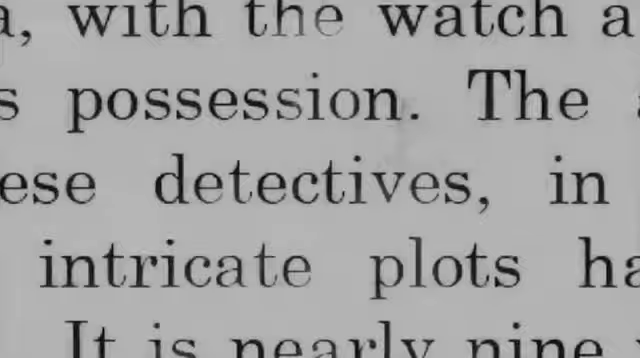 a, with the watch a
s possession. The
ese detectives, in
intricate plots ha
It is nearly nine